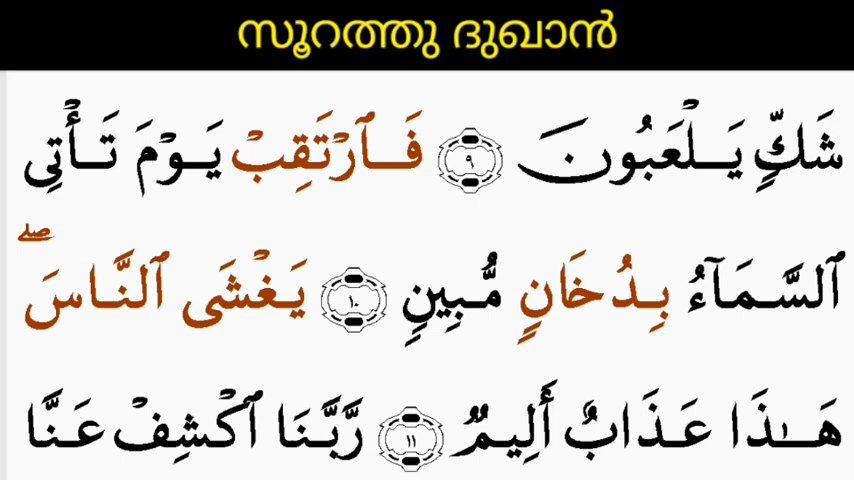 സൂറത്തു ദുഖാൻ
شَكٍّ يَلْعَبُونَ ٩ فَٱرْتَقِبْ يَوْمَ تَأْتِى
ٱلسَّمَآءُ بِدُخَانٍ مُّبِينٍ ١٠ يَغْشَى ٱلنَّاسَ ۖ
هَـٰذَا عَذَابٌ أَلِيمٌ ١١ رَّبَّنَا ٱكْشِفْ عَنَّا